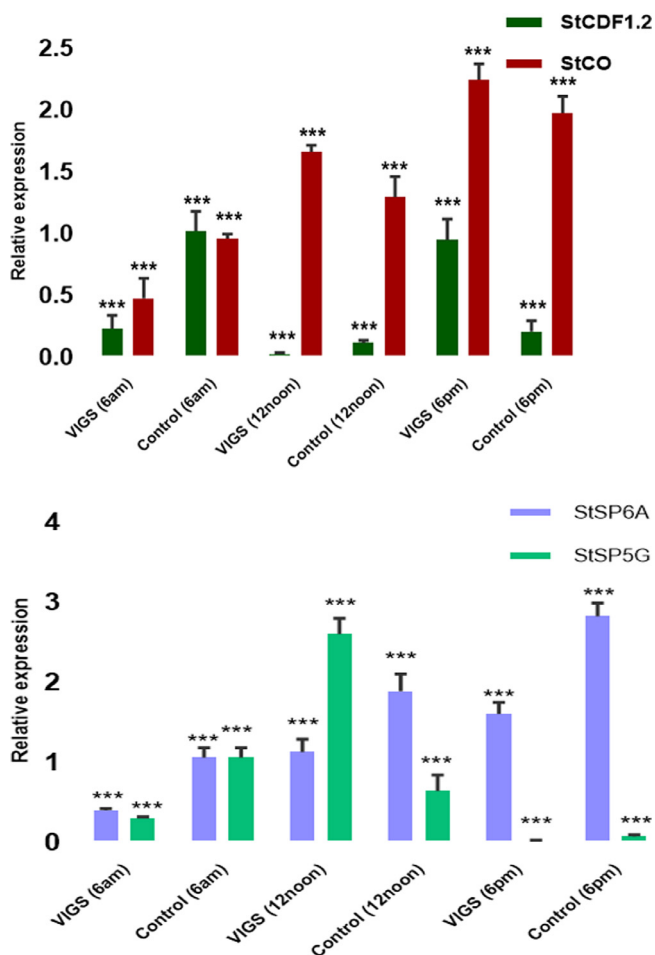 StCDF1.2
StCO
Relative expression
2.5
2.0
1.5
1.0
0.5
0.0
*** *** *** *** *** *** *** *** *** *** *** ***
VIGS (6am)
Control (6am)
VIGS (12noon)
Control (12noon)
VIGS (6pm)
Control (6pm)
StSP6A
StSP5G
Relative expression
4
3
2
1
0
*** *** *** *** *** *** *** *** *** *** *** ***
VIGS (6am)
Control (6am)
VIGS (12noon)
Control (12noon)
VIGS (6pm)
Control (6pm)